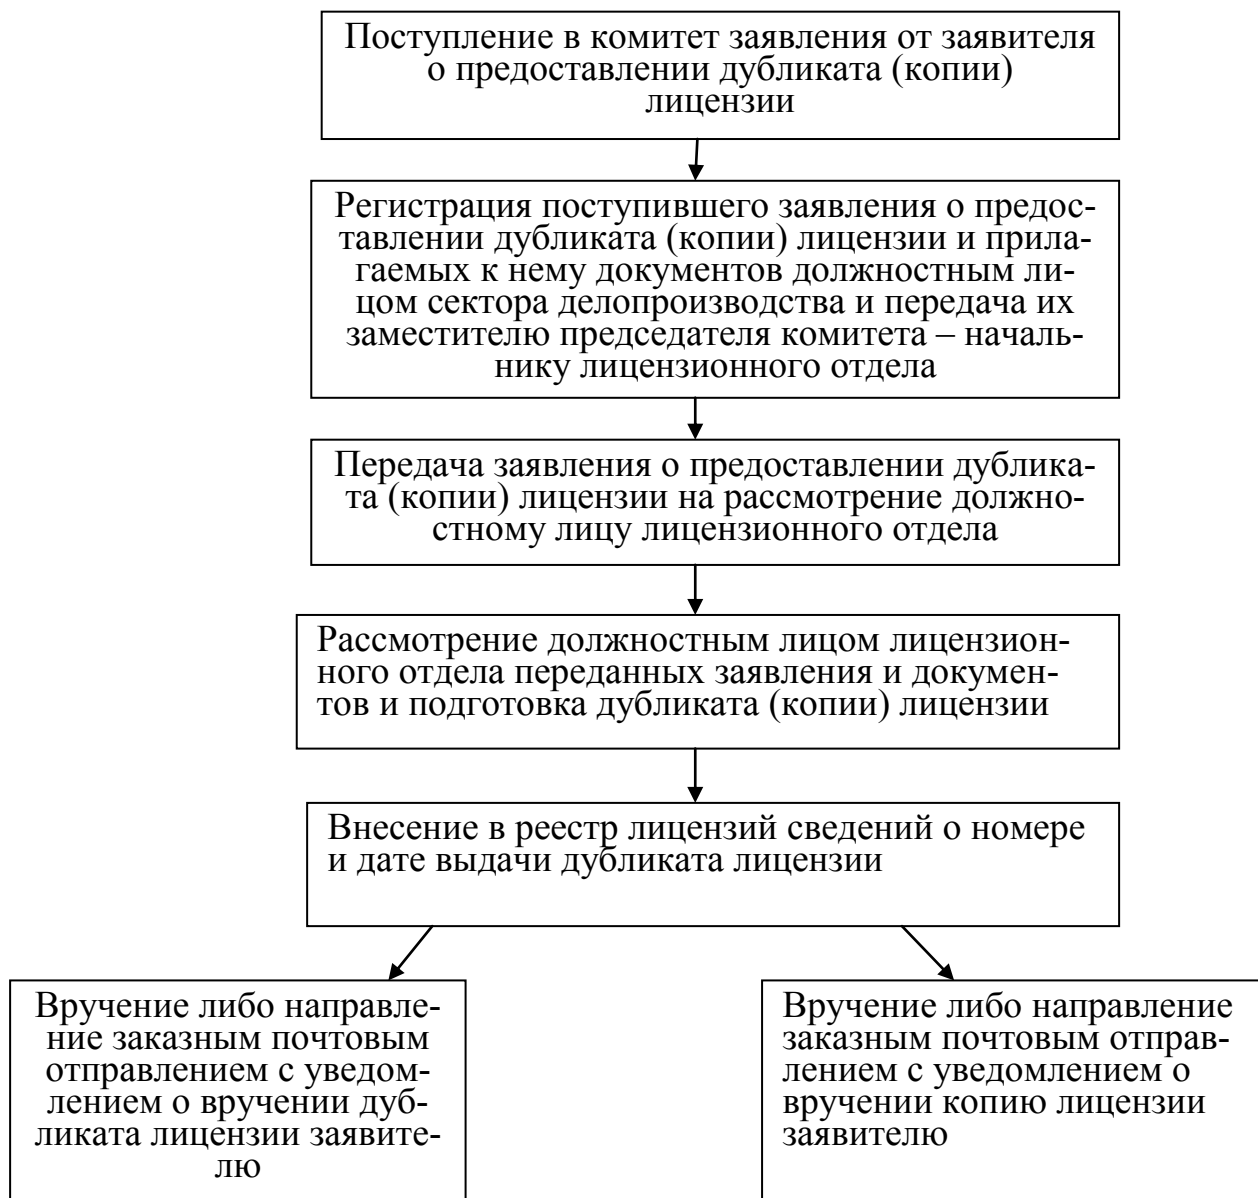 Поступление в комитет заявления от заявителя
о предоставлении дубликата (копии)
лицензии
Регистрация поступившего заявления о предос-
тавлении дубликата (копии) лицензии и прила-
гаемых к нему документов должностным ли-
цом сектора делопроизводства и передача их
заместителю председателя комитета – началь-
нику лицензионного отдела
Передача заявления о предоставлении дублика-
та (копии) лицензии на рассмотрение должно-
стному лицу лицензионного отдела
Рассмотрение должностным лицом лицензион-
ного отдела переданных заявления и докумен-
тов и подготовка дубликата (копии) лицензии
Внесение в реестр лицензий сведений о номере
и дате выдачи дубликата лицензии
Вручение либо направле-
ние заказным почтовым
отправлением с уведом-
лением о вручении дуб-
ликата лицензии заявите-
лю
Вручение либо направление
заказным почтовым отправ-
лением с уведомлением о
вручении копию лицензии
заявителю